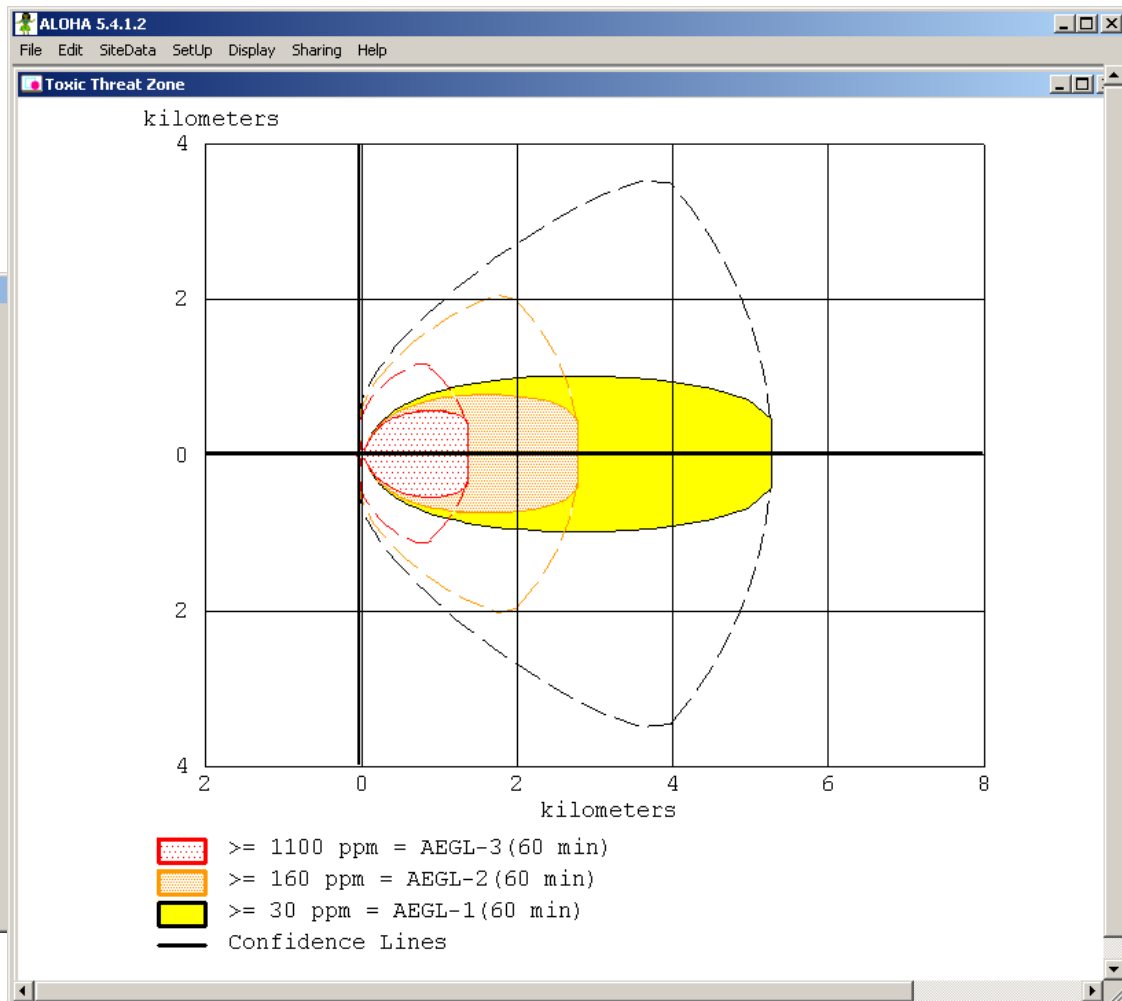 ALOHA 5.4.1.2
File Edit SiteData SetUp Display Sharing Help
Toxic Threat Zone
kilometers
4
2
0
2
4
2 0 2 4 6 8
kilometers
>= 1100 ppm = AEGL-3(60 min)
>= 160 ppm = AEGL-2(60 min)
>= 30 ppm = AEGL-1(60 min)
Confidence Lines